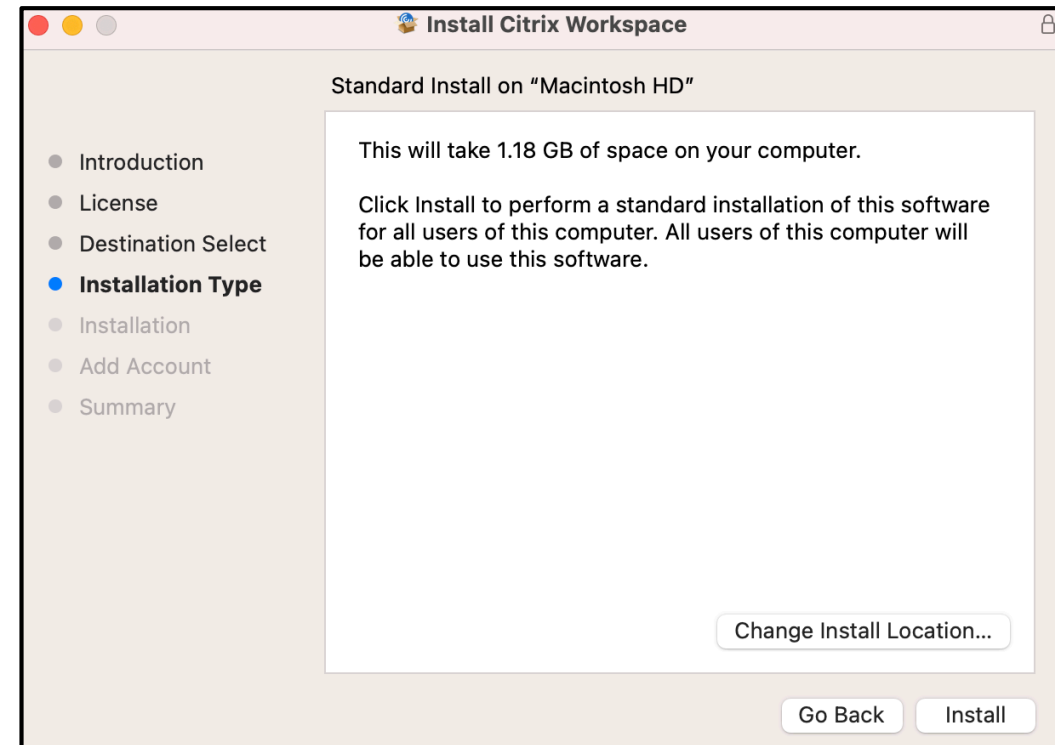 Install Citrix Workspace
Standard Install on “Macintosh HD”
Introduction
License
Destination Select
Installation Type
Installation
Add Account
Summary
This will take 1.18 GB of space on your computer.
Click Install to perform a standard installation of this software
for all users of this computer. All users of this computer will
be able to use this software.
Change Install Location...
Go Back
Install